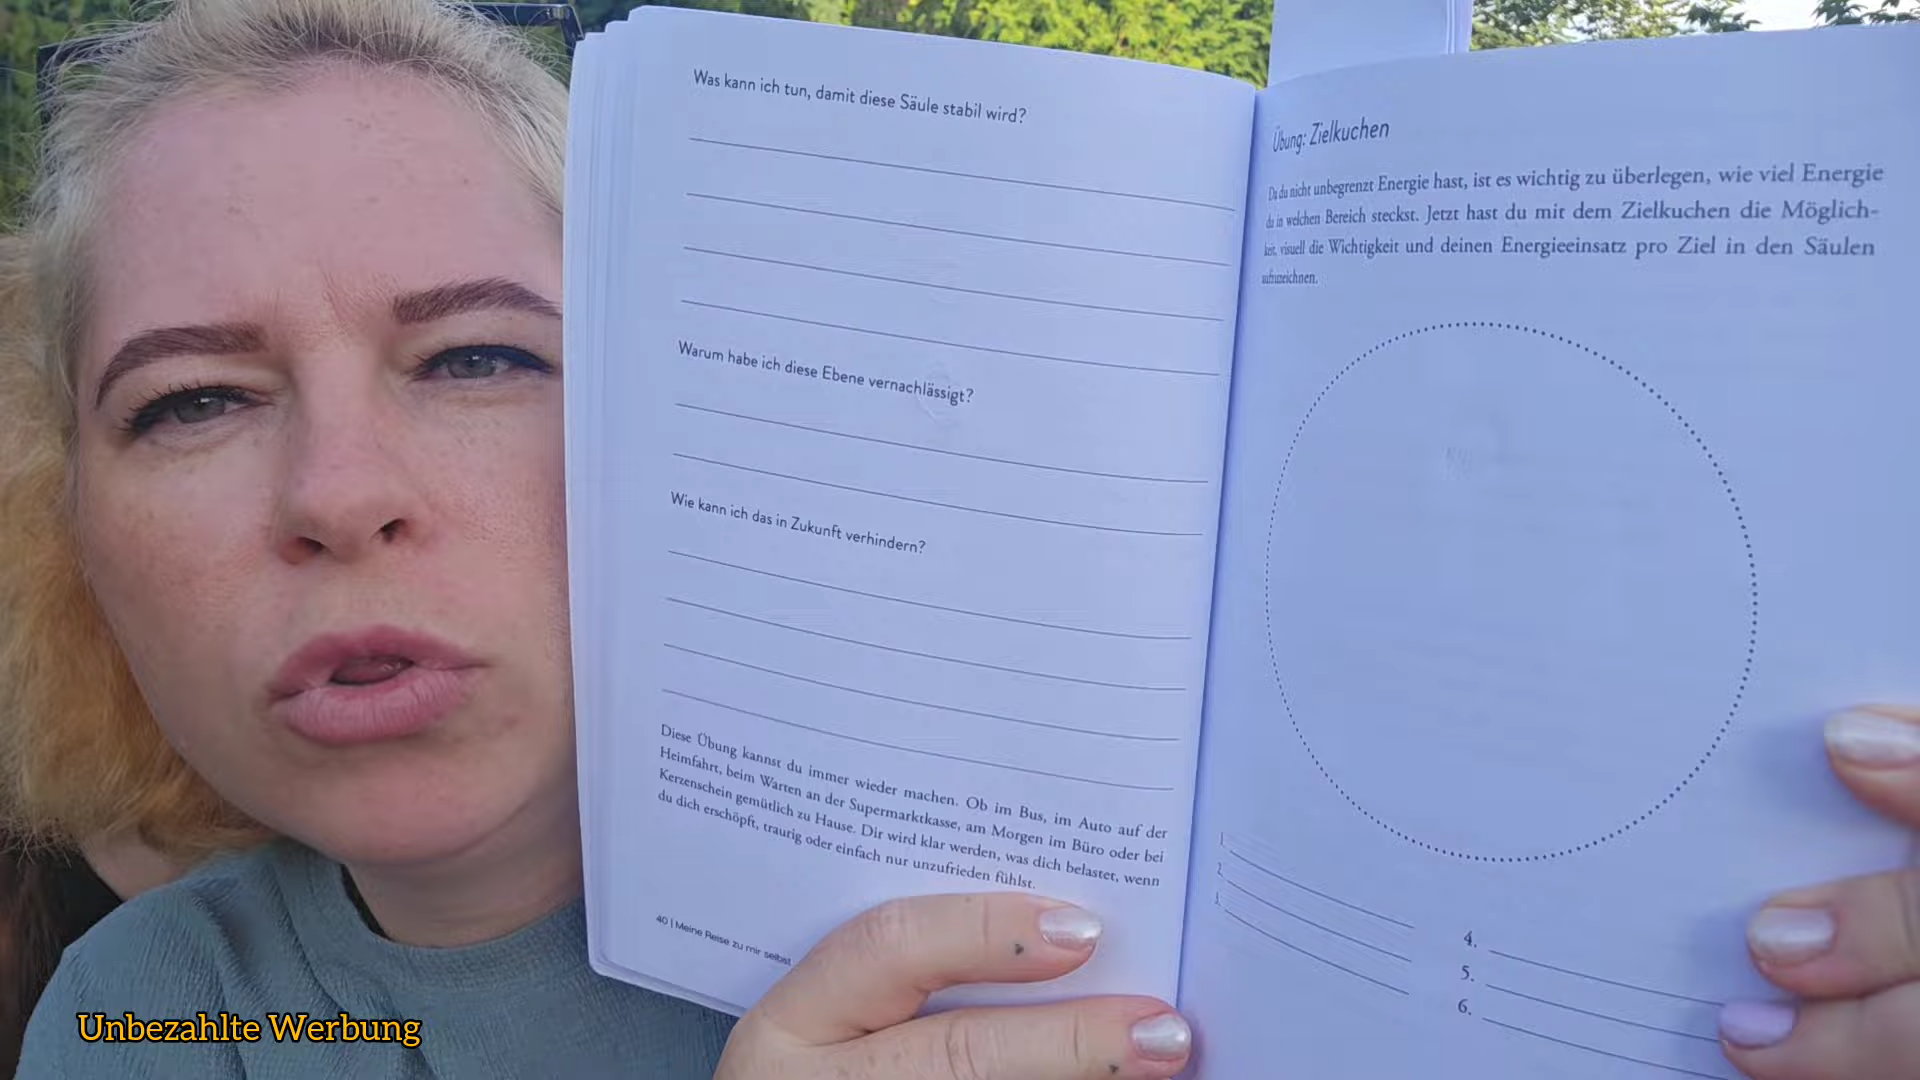 Was kann ich tun, damit diese Säule stabil wird?
Warum habe ich diese Ebene vernachlässigt?
Wie kann ich das in Zukunft verhindern?
Diese Übung kannst du immer wieder machen. Ob im Bus, im Auto auf der
Heimfahrt, beim Warten an der Supermarktkasse, am Morgen im Büro oder bei
Kerzenschein gemütlich zu Hause. Dir wird klar werden, was dich belastet, wenn
du dich erschöpft, traurig oder einfach nur unzufrieden fühlst.
40 | Meine Reise zu mir selbst
Übung: Zielkuchen
Da du nicht unbegrenzt Energie hast, ist es wichtig zu überlegen, wie viel Energie
du in welchen Bereich steckst. Jetzt hast du mit dem Zielkuchen die Möglich-
keit, visuell die Wichtigkeit und deinen Energieeinsatz pro Ziel in den Säulen
aufzuzeichnen.
1.
2.
3.
4.
5.
6.
Unbezahlte Werbung